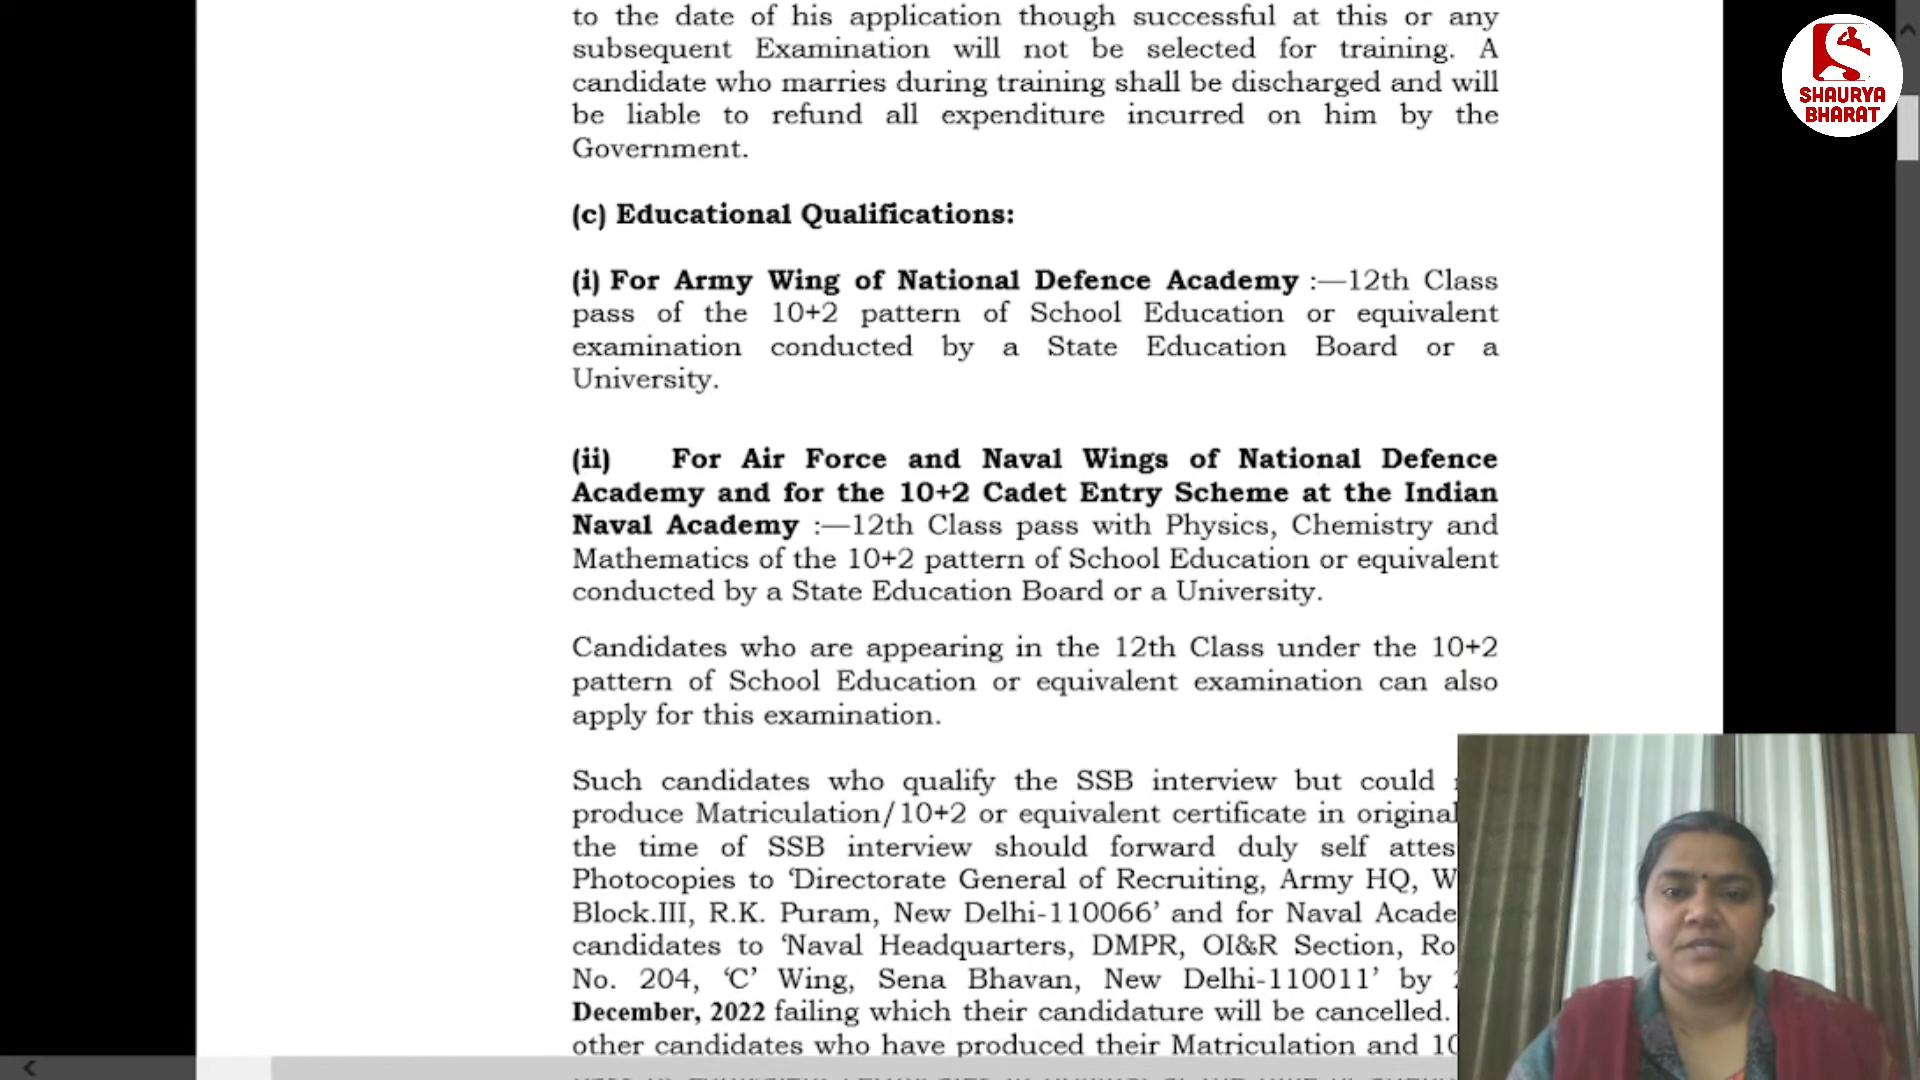 to the date of his application though successful at this or any
subsequent Examination will not be selected for training. A
candidate who marries during training shall be discharged and will
be liable to refund all expenditure incurred on him by the
Government.
(c) Educational Qualifications:
(i) For Army Wing of National Defence Academy :—12th Class
pass of the 10+2 pattern of School Education or equivalent
examination conducted by a State Education Board or a
University.
(ii) For Air Force and Naval Wings of National Defence
Academy and for the 10+2 Cadet Entry Scheme at the Indian
Naval Academy :—12th Class pass with Physics, Chemistry and
Mathematics of the 10+2 pattern of School Education or equivalent
conducted by a State Education Board or a University.
Candidates who are appearing in the 12th Class under the 10+2
pattern of School Education or equivalent examination can also
apply for this examination.
Such candidates who qualify the SSB interview but could
produce Matriculation/10+2 or equivalent certificate in original
the time of SSB interview should forward duly self
Photocopies to ‘Directorate General of Recruiting, Army HQ,
Block.III, R.K. Puram, New Delhi-110066’ and for Naval
candidates to ‘Naval Headquarters, DMPR, OI&R Section,
No. 204, ‘C’ Wing, Sena Bhavan, New Delhi-110011’ by
December, 2022 failing which their candidature will be cancelled.
other candidates who have produced their Matriculation and
SHAURYA
BHARAT